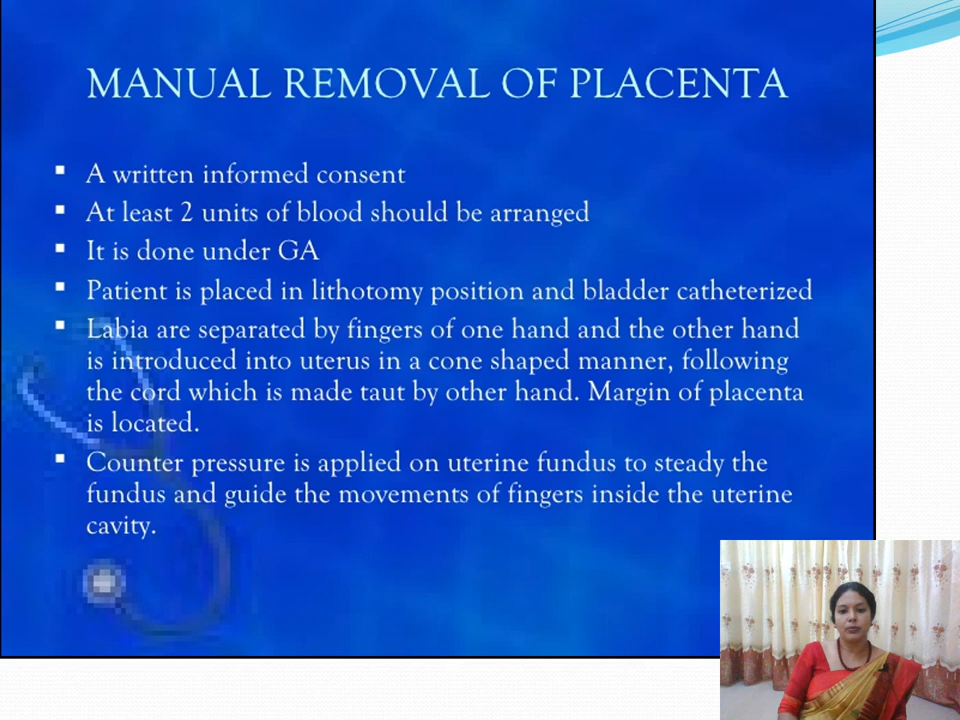 MANUAL REMOVAL OF PLACENTA
▪ A written informed consent
▪ At least 2 units of blood should be arranged
▪ It is done under GA
▪ Patient is placed in lithotomy position and bladder catheterized
▪ Labia are separated by fingers of one hand and the other hand
is introduced into uterus in a cone shaped manner, following
the cord which is made taut by other hand. Margin of placenta
is located.
▪ Counter pressure is applied on uterine fundus to steady the
fundus and guide the movements of fingers inside the uterine
cavity.